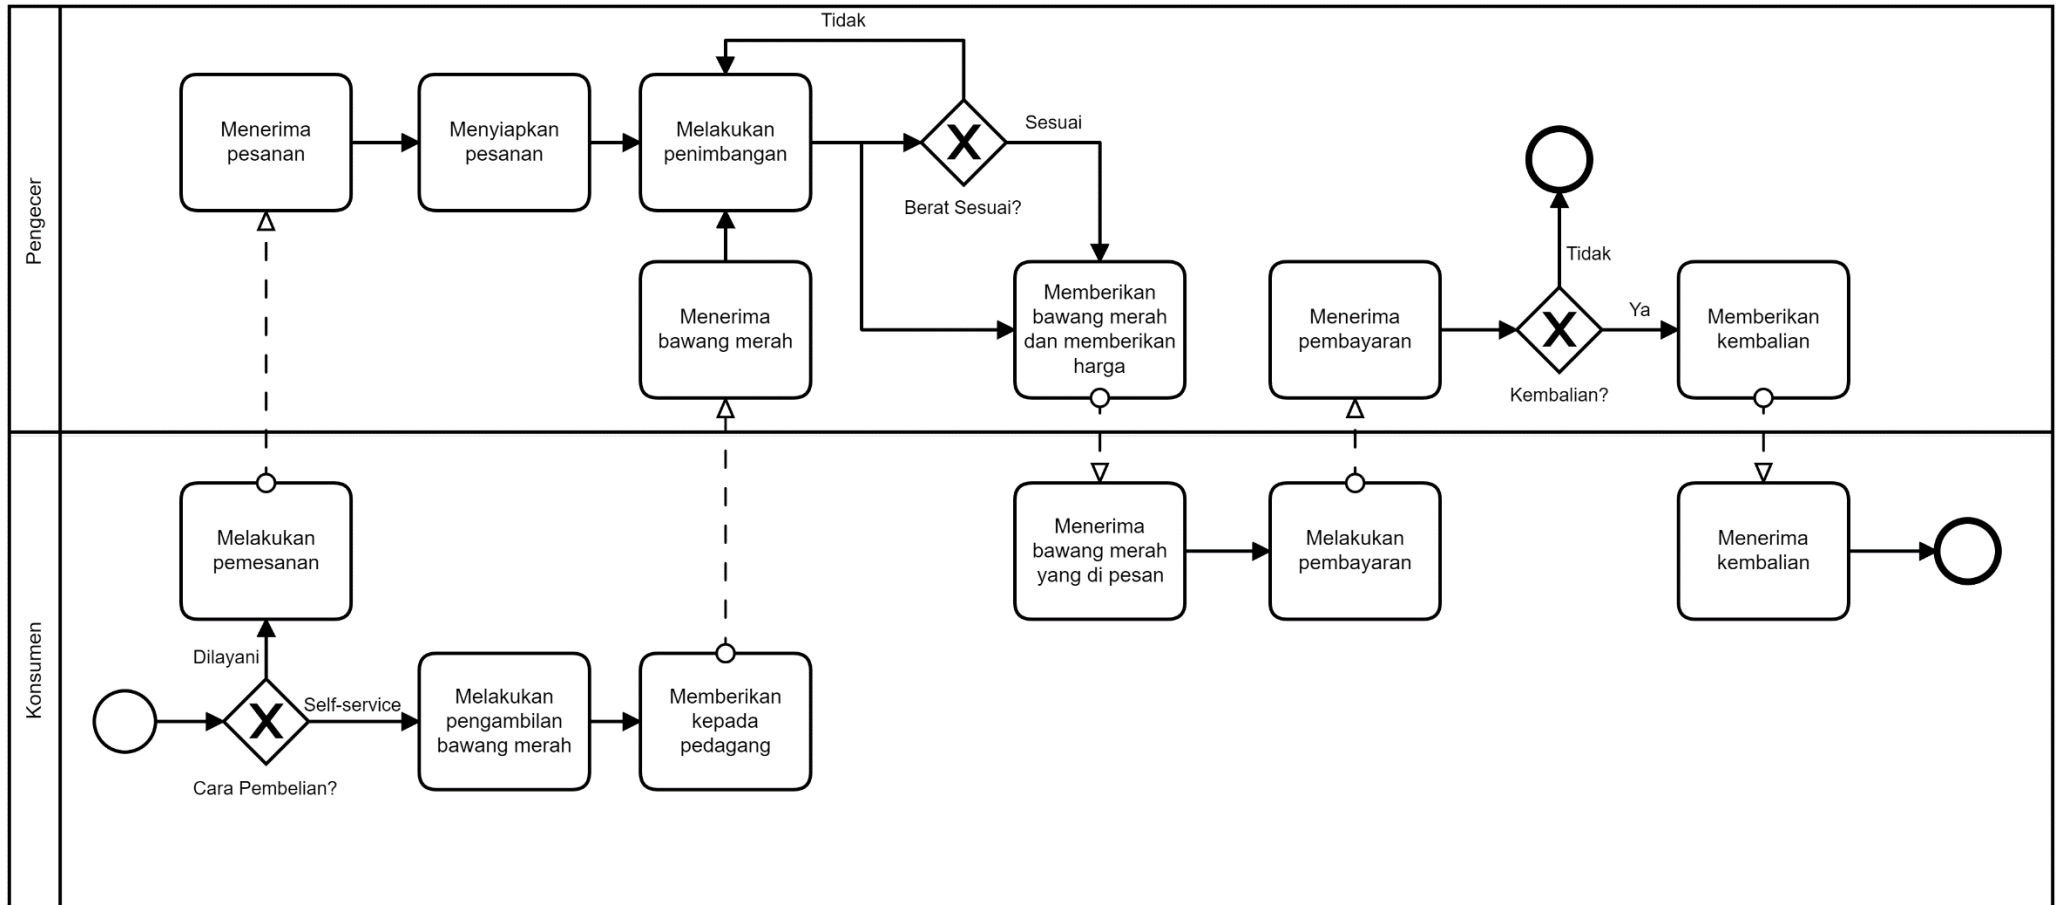 Pengecer
Tidak
Menerima
pesanan
Menyiapkan
pesanan
Melakukan
penimbangan
Berat Sesuai?
Sesuai
Menerima
bawang merah
Memberikan
bawang merah
dan memberikan
harga
Menerima
pembayaran
Kembalian?
Tidak
Ya
Memberikan
kembalian
Konsumen
Melakukan
pemesanan
Dilayani
Cara Pembelian?
Self-service
Melakukan
pengambilan
bawang merah
Memberikan
kepada
pedagang
Menerima
bawang merah
yang di pesan
Melakukan
pembayaran
Menerima
kembalian